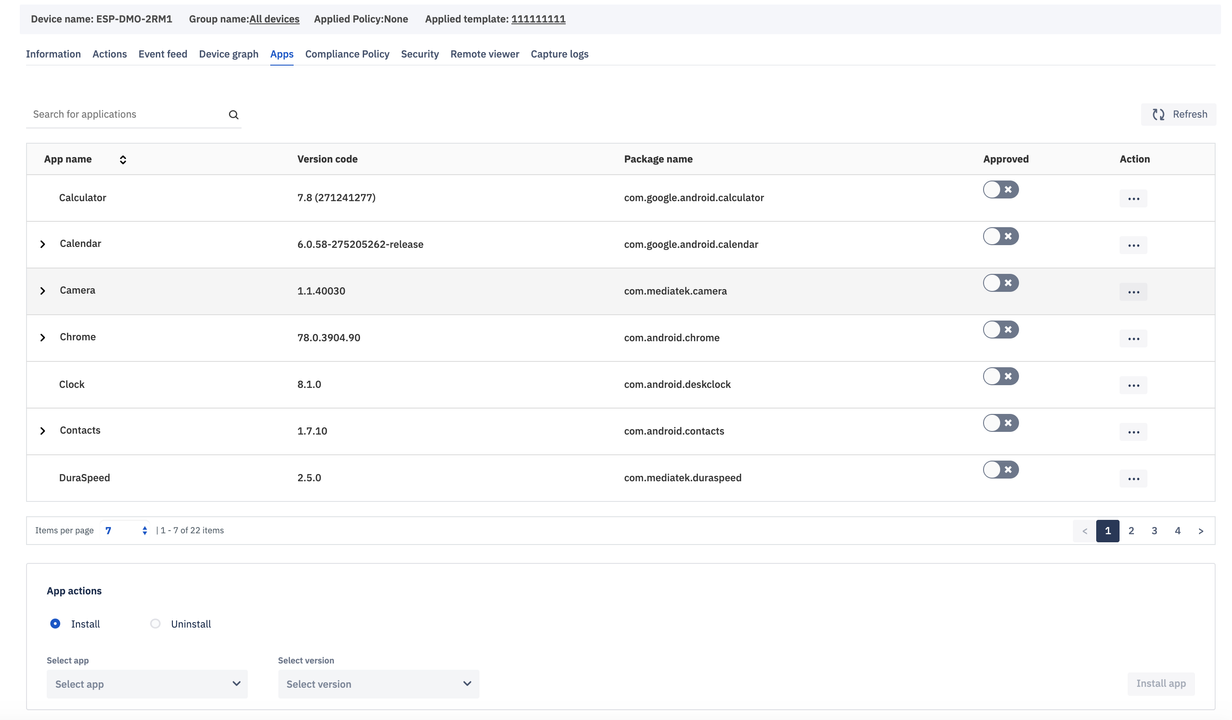 Device name: ESP-DMO-2RM1 Group name:All devices Applied Policy:None Applied template: 111111111
Information Actions Event feed Device graph Apps Compliance Policy Security Remote viewer Capture logs
Search for applications Refresh
App name Version code Package name Approved Action
Calculator 7.8 (271241277) com.google.android.calculator ...
Calendar 6.0.58-275205262-release com.google.android.calendar ...
Camera 1.1.40030 com.mediatek.camera ...
Chrome 78.0.3904.90 com.android.chrome ...
Clock 8.1.0 com.android.deskclock ...
Contacts 1.7.10 com.android.contacts ...
DuraSpeed 2.5.0 com.mediatek.duraspeed ...
Items per page 7 | 1 - 7 of 22 items < 1 2 3 4 >
App actions
Install Uninstall
Select app Select version
Select app Select version Install app